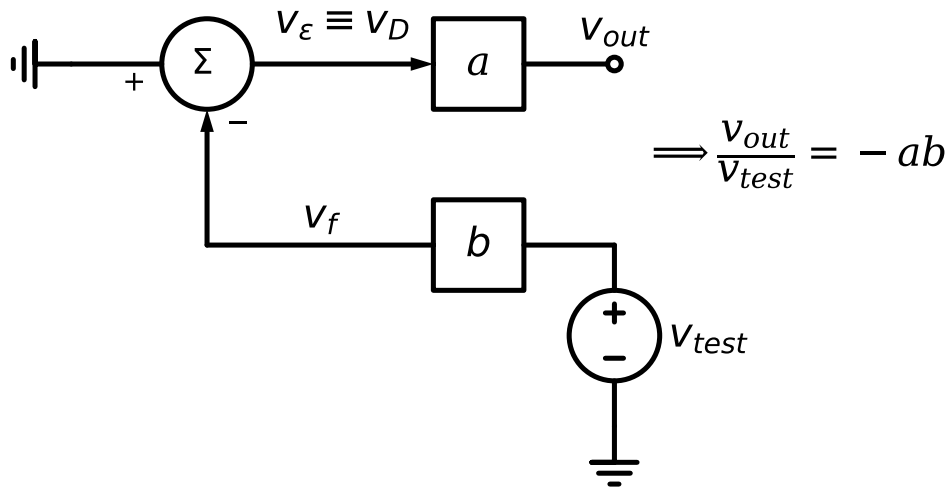 v_ε ≡ v_D
v_out
Σ
a
+
−
⟹ v_out / v_test = − ab
v_f
b
+
−
v_test